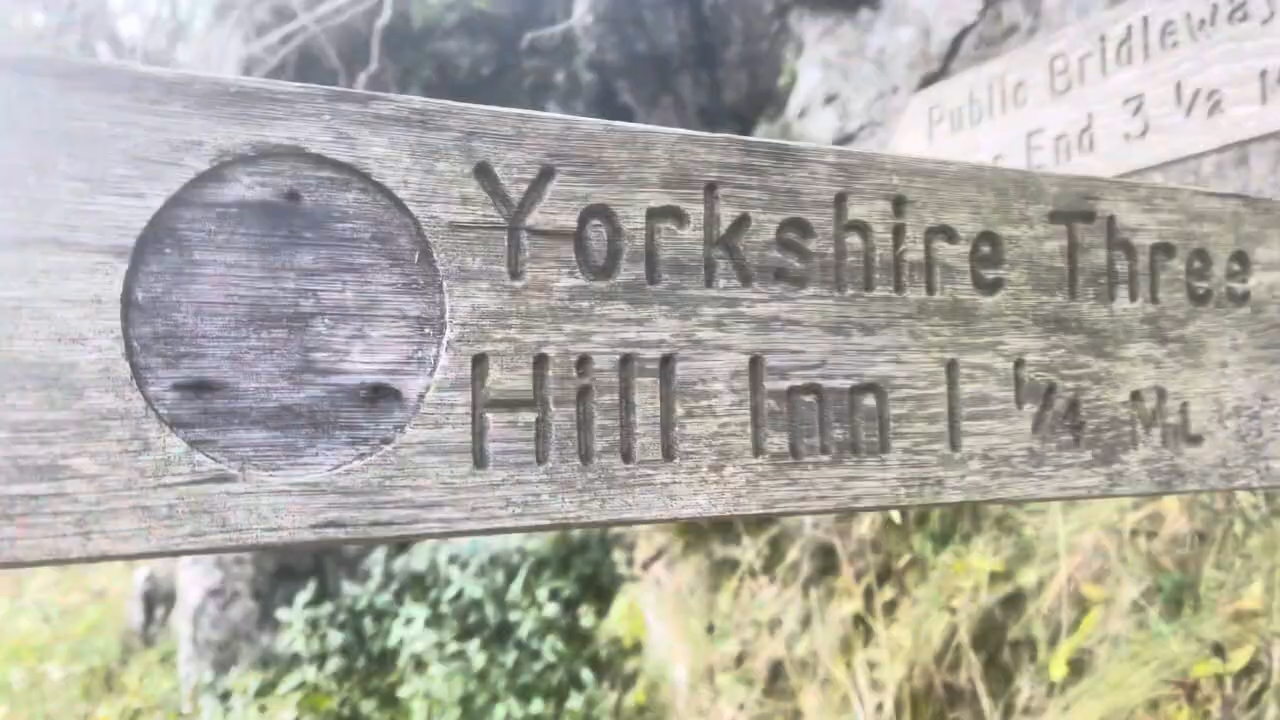 Yorkshire Three
Hill Inn 1 1/4 ML
Public Bridleway
End 3 1/2